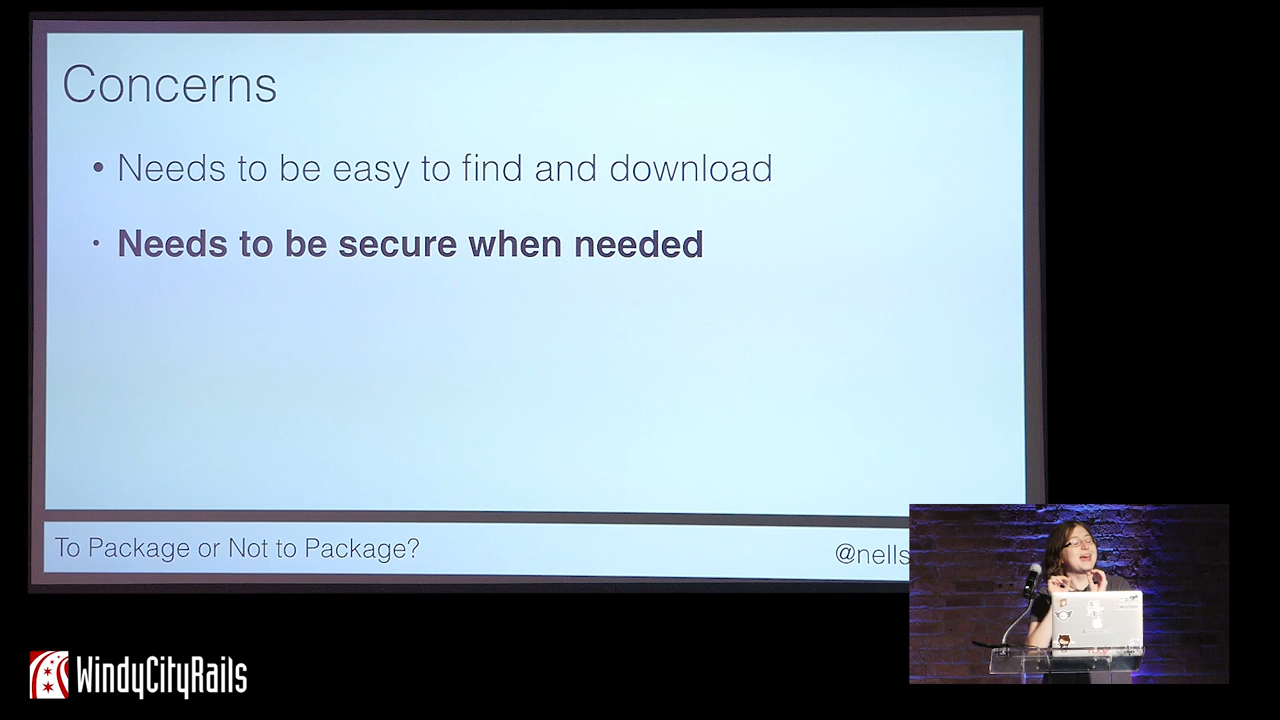 Concerns
• Needs to be easy to find and download
• Needs to be secure when needed
To Package or Not to Package?
@nells
WindyCityRails